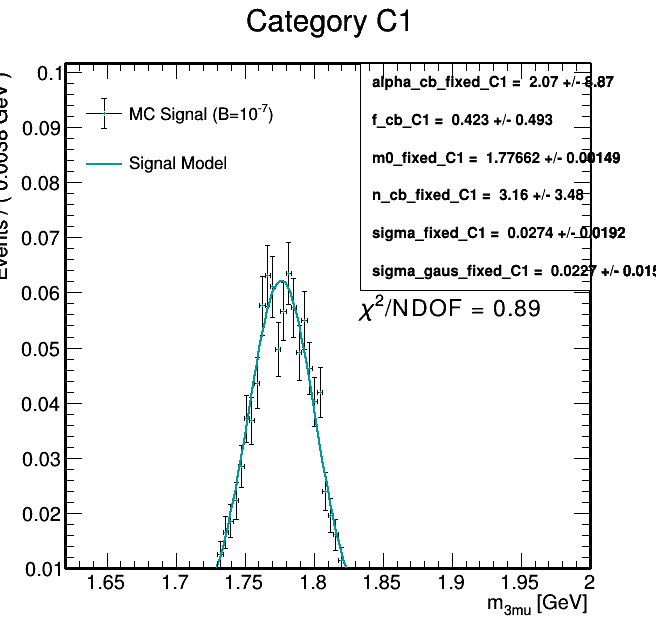 Category C1
Events / ( 0.0038 GeV )
0.1
0.09
0.08
0.07
0.06
0.05
0.04
0.03
0.02
0.01
MC Signal (B=10⁻⁷)
Signal Model
alpha_cb_fixed_C1 = 2.07 +/- 8.87
f_cb_C1 = 0.423 +/- 0.493
m0_fixed_C1 = 1.77662 +/- 0.00149
n_cb_fixed_C1 = 3.16 +/- 3.48
sigma_fixed_C1 = 0.0274 +/- 0.0192
sigma_gaus_fixed_C1 = 0.0227 +/- 0.015
χ²/NDOF = 0.89
1.65 1.7 1.75 1.8 1.85 1.9 1.95 2
m₃ₘᵤ [GeV]